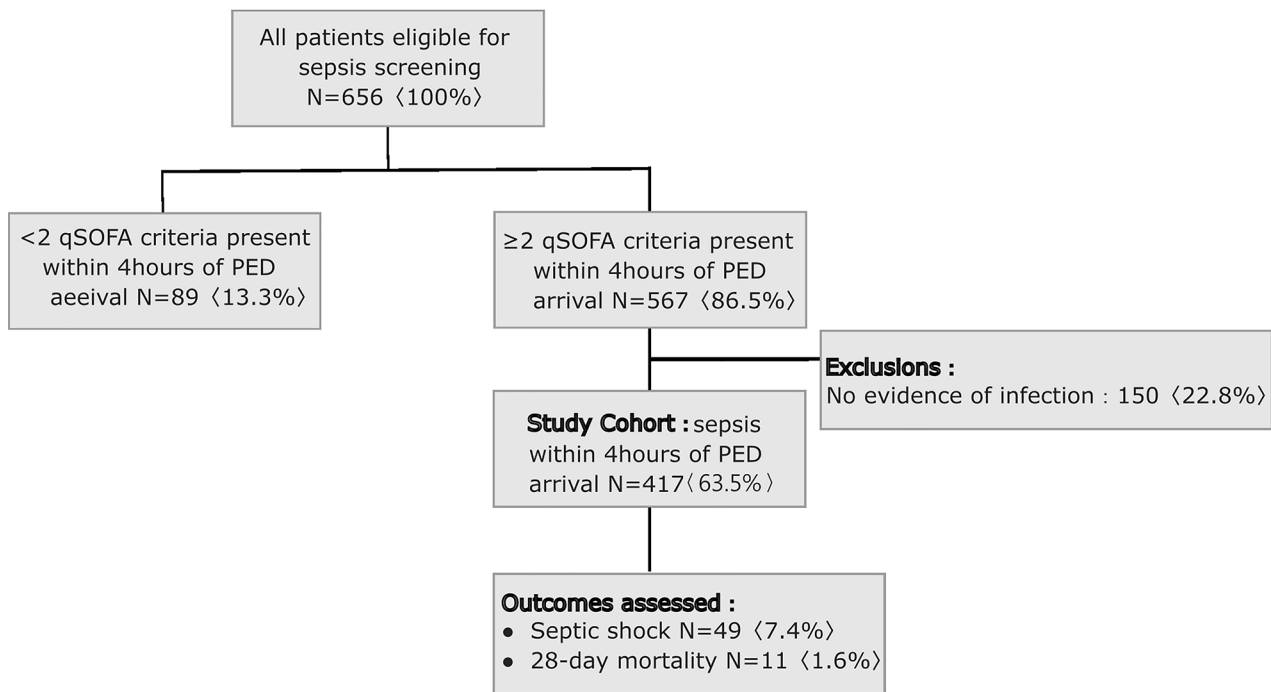 All patients eligible for
sepsis screening
N=656〈100%〉
<2 qSOFA criteria present
within 4hours of PED
aeeival N=89〈13.3%〉
≥2 qSOFA criteria present
within 4hours of PED
arrival N=567〈86.5%〉
Exclusions :
No evidence of infection : 150〈22.8%〉
Study Cohort : sepsis
within 4hours of PED
arrival N=417〈63.5%〉
Outcomes assessed :
● Septic shock N=49〈7.4%〉
● 28-day mortality N=11〈1.6%〉